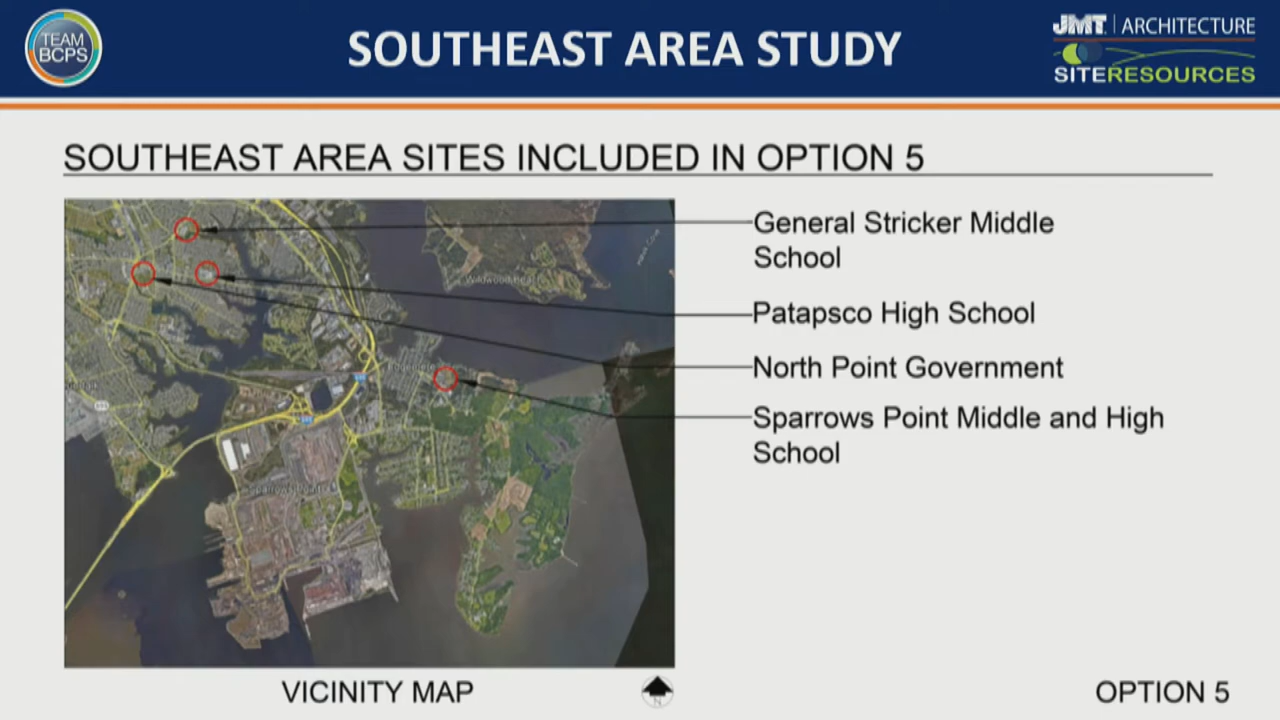 TEAM
BCPS
SOUTHEAST AREA STUDY
JMT ARCHITECTURE
SITERESOURCES
SOUTHEAST AREA SITES INCLUDED IN OPTION 5
General Stricker Middle
School
Patapsco High School
North Point Government
Sparrows Point Middle and High
School
VICINITY MAP
N
OPTION 5